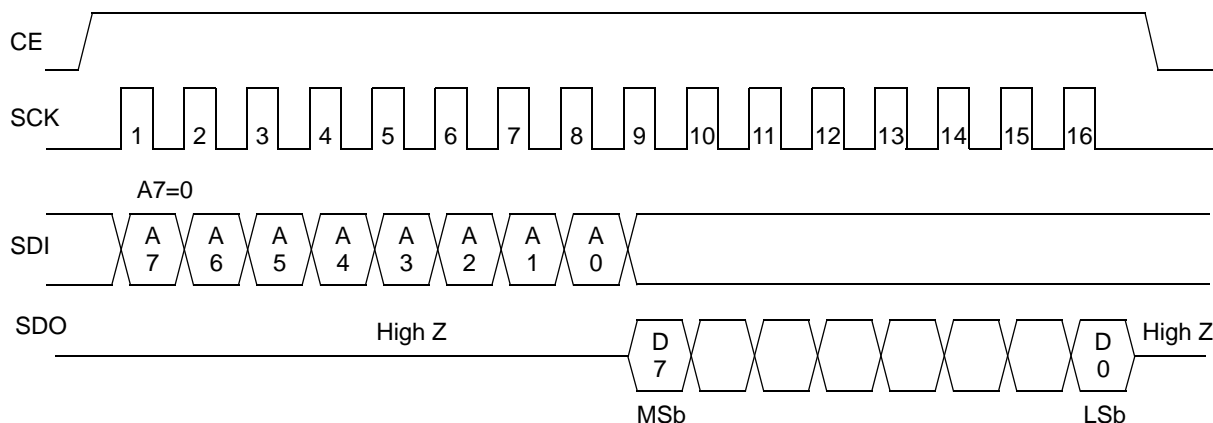 CE
SCK
1 2 3 4 5 6 7 8 9 10 11 12 13 14 15 16
A7=0
SDI
A A A A A A A A
7 6 5 4 3 2 1 0
SDO
High Z
D D
7 0
High Z
MSb LSb